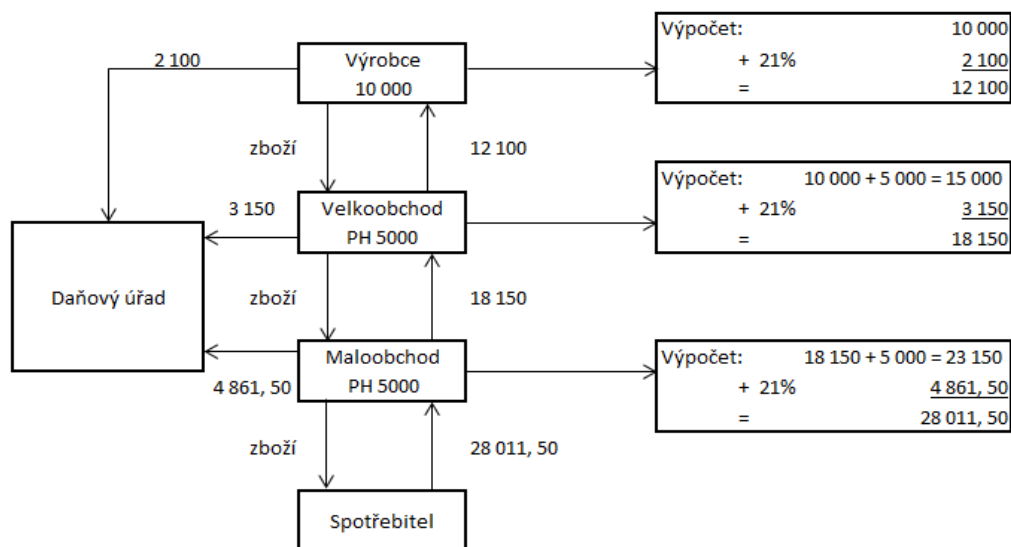 2 100
Výrobce
10 000
Výpočet: 10 000
+ 21% 2 100
= 12 100
zboží
12 100
3 150
Velkoobchod
PH 5000
Výpočet: 10 000 + 5 000 = 15 000
+ 21% 3 150
= 18 150
Daňový úřad
zboží
18 150
4 861, 50
Maloobchod
PH 5000
Výpočet: 18 150 + 5 000 = 23 150
+ 21% 4 861, 50
= 28 011, 50
zboží
28 011, 50
Spotřebitel